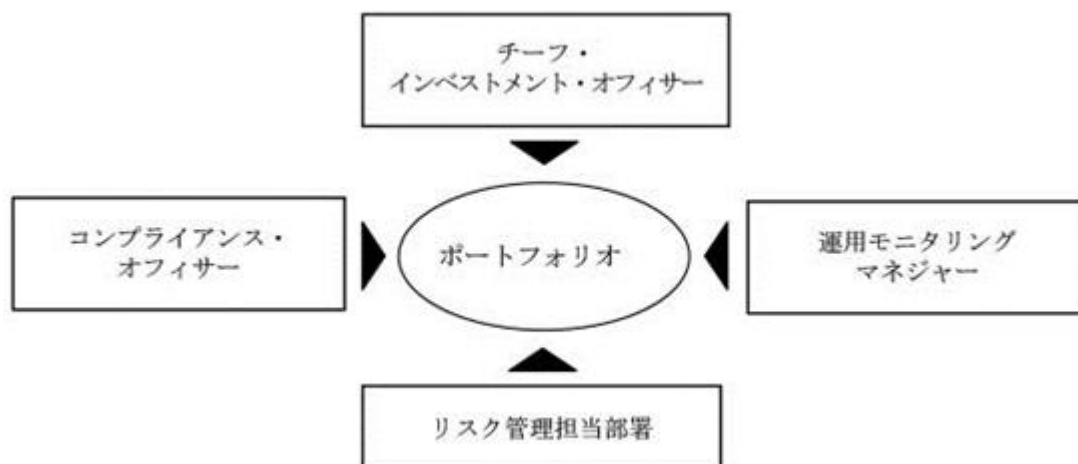 チーフ・
インベストメント・オフィサー
コンプライアンス・
オフィサー
ポートフォリオ
運用モニタリング
マネジャー
リスク管理担当部署